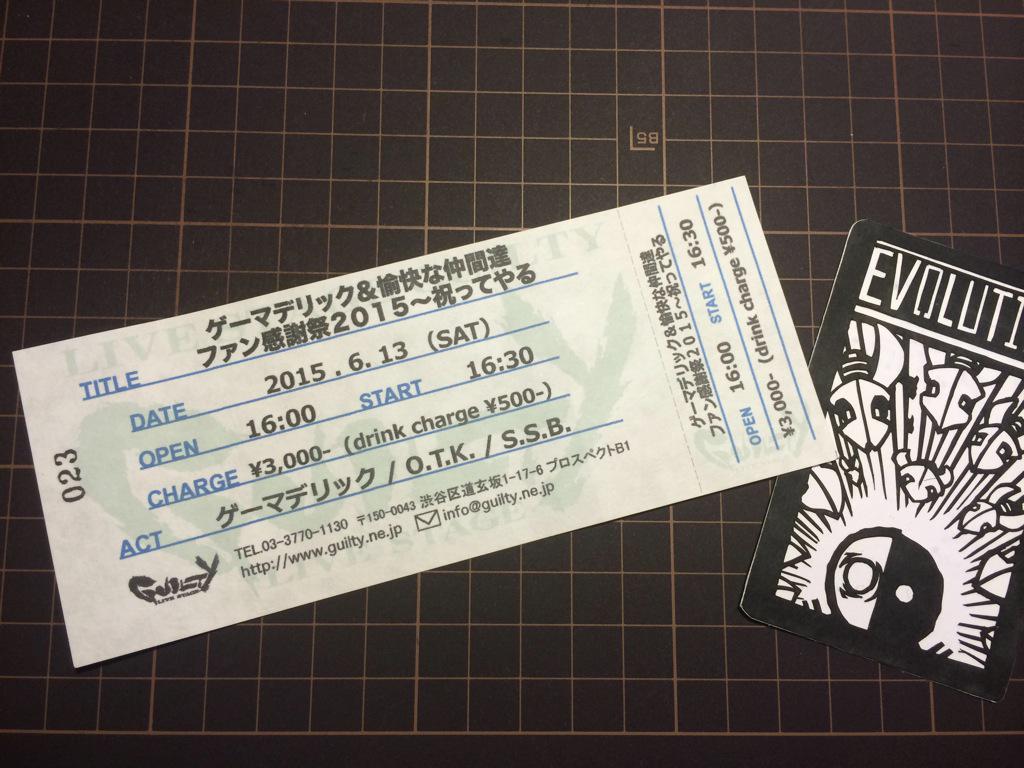 B5
LIVE
ゲーマデリック&愉快な仲間達
ファン感謝祭2015~祝ってやる
TITLE
DATE 2015.6.13 (SAT)
OPEN 16:00 START 16:30
CHARGE ¥3,000- (drink charge ¥500-)
ACT ゲーマデリック / O.T.K. / S.S.B.
TEL.03-3770-1130 〒150-0043 渋谷区道玄坂1-17-6 プロスペクトB1
http://www.guilty.ne.jp info@guilty.ne.jp
GUILTY
LIVE STAGE
023
ゲーマデリック&愉快な仲間達
ファン感謝祭2015~祝ってやる
OPEN 16:00 START 16:30
¥3,000- (drink charge ¥500-)
EVOLUTI